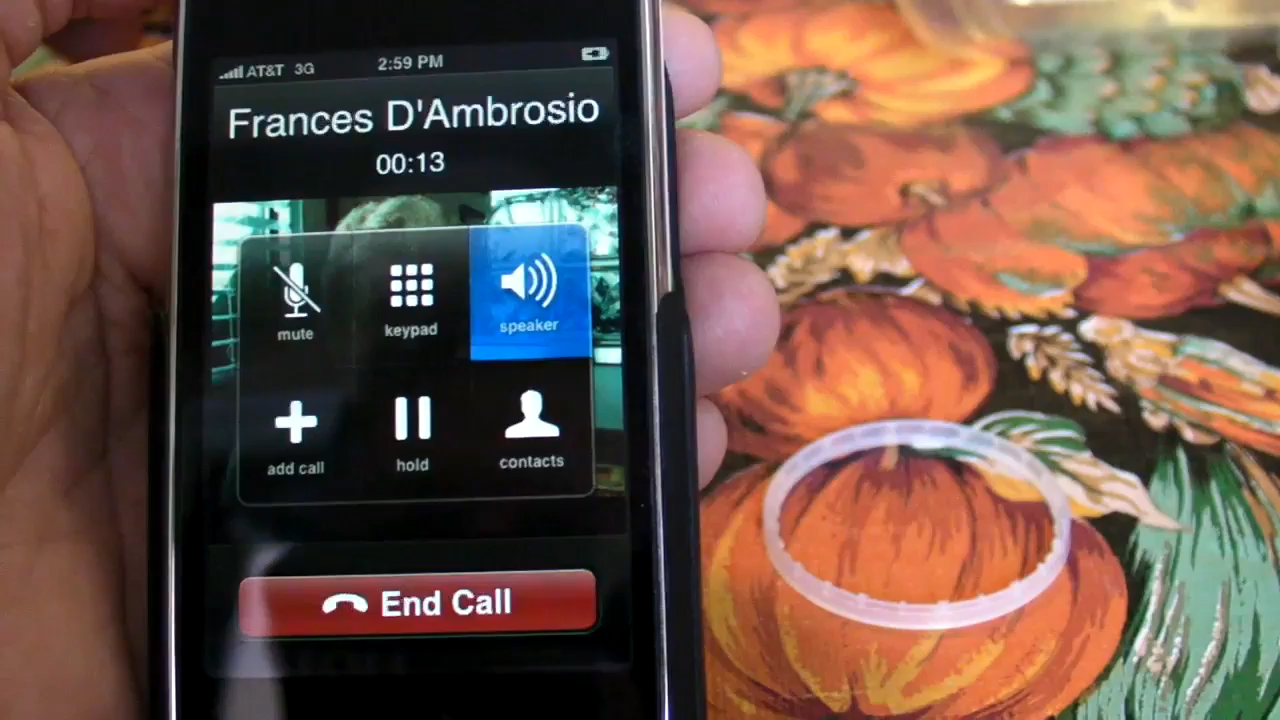 AT&T 3G 2:59 PM
Frances D'Ambrosio
00:13
mute keypad speaker
add call hold contacts
End Call